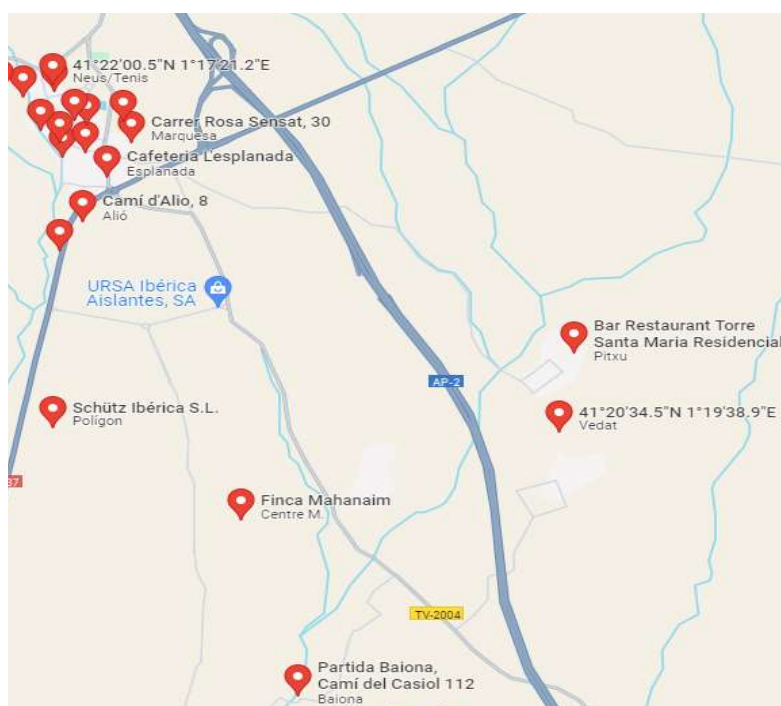 41°22'00.5"N 1°17'21.2"E
Neus/Tenis
Carrer Rosa Sensat, 30
Marquesa
Cafeteria L'esplanada
Esplanada
Camí d'Alio, 8
Alió
URSA Ibérica
Aislantes, SA
Bar Restaurant Torre
Santa Maria Residencial
Pitxu
AP-2
Schütz Ibérica S.L.
Polígon
41°20'34.5"N 1°19'38.9"E
Vedat
37
Finca Mahanaim
Centre M.
TV-2004
Partida Baiona,
Camí del Casiol 112
Baiona